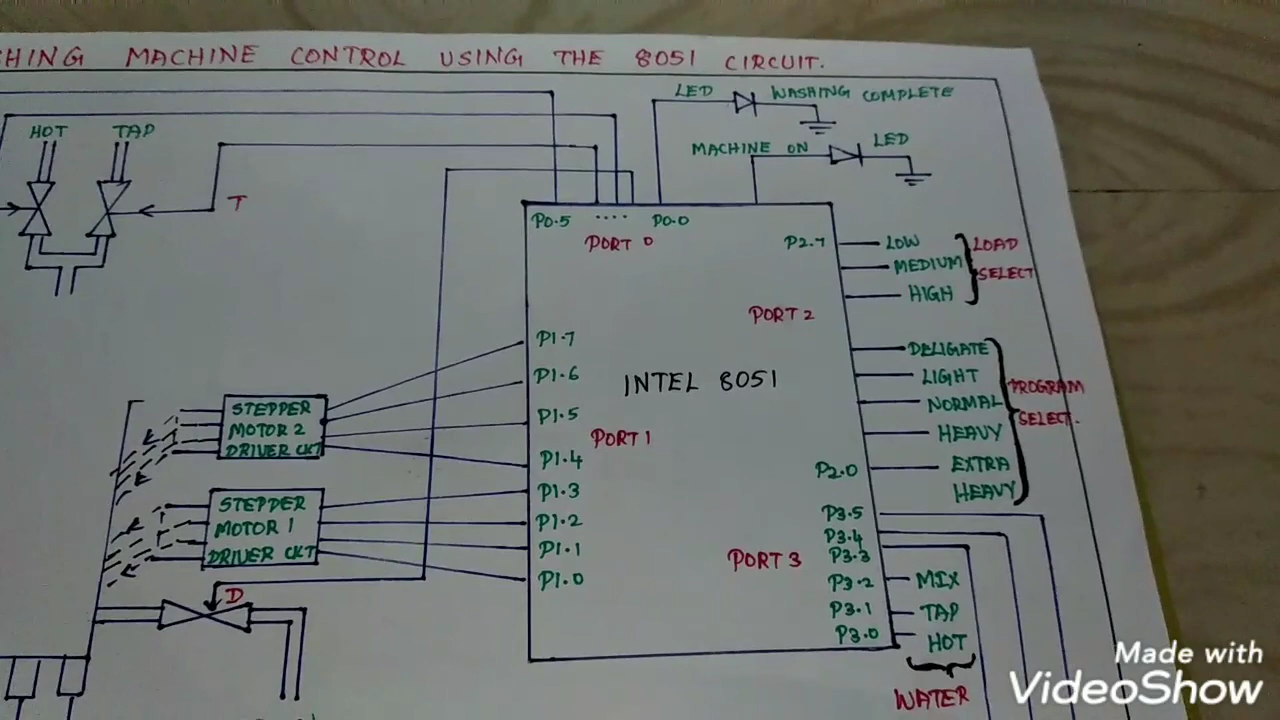 SHING MACHINE CONTROL USING THE 8051 CIRCUIT.
LED WASHING COMPLETE
MACHINE ON LED
HOT TAP
T
P0.5 .... P0.0
PORT 0
P2.7
LOW
MEDIUM
HIGH
LOAD
SELECT
PORT 2
P1.7
P1.6
P1.5
P1.4
P1.3
P1.2
P1.1
P1.0
INTEL 8051
PORT 1
DELIGATE
LIGHT
NORMAL
HEAVY
EXTRA
HEAVY
PROGRAM
SELECT.
P2.0
STEPPER
MOTOR 2
DRIVER CKT
STEPPER
MOTOR 1
DRIVER CKT
D
PORT 3
P3.5
P3.4
P3.3
P3.2 MIX
P3.1 TAP
P3.0 HOT
WATER
Made with
VideoShow